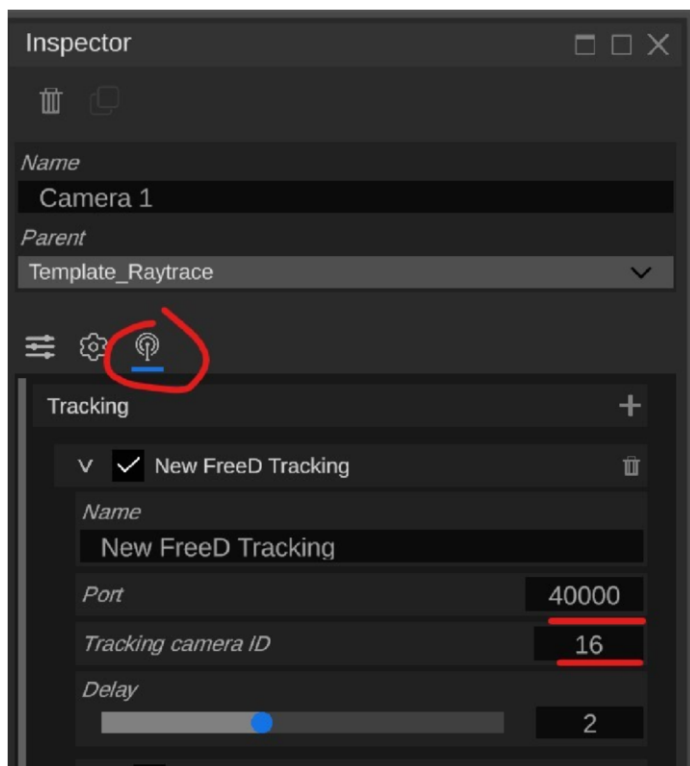 Inspector
Name
Camera 1
Parent
Template_Raytrace
Tracking
New FreeD Tracking
Name
New FreeD Tracking
Port 40000
Tracking camera ID 16
Delay
2